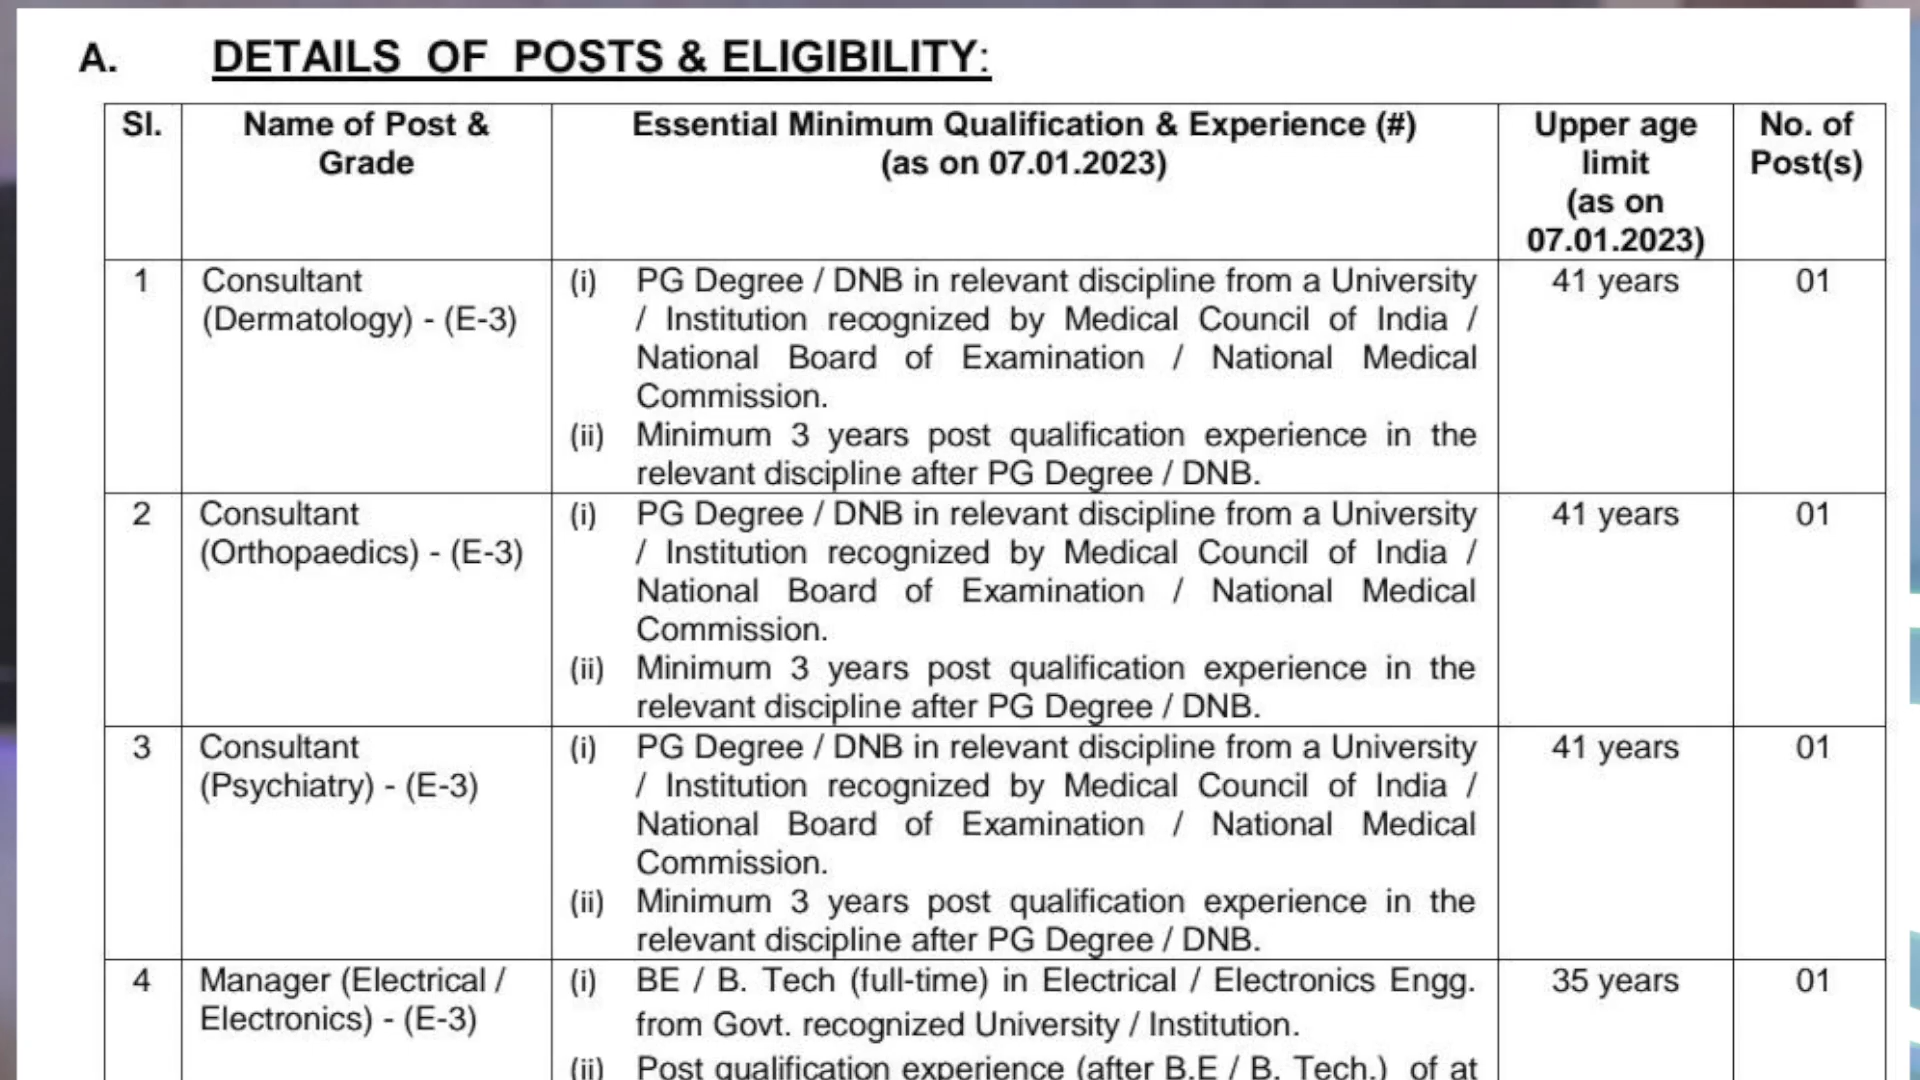 A. DETAILS OF POSTS & ELIGIBILITY:
Sl. Name of Post & Essential Minimum Qualification & Experience (#) Upper age No. of
Grade (as on 07.01.2023) limit Post(s)
(as on
07.01.2023)
1 Consultant (i) PG Degree / DNB in relevant discipline from a University 41 years 01
(Dermatology) - (E-3) / Institution recognized by Medical Council of India /
National Board of Examination / National Medical
Commission.
(ii) Minimum 3 years post qualification experience in the
relevant discipline after PG Degree / DNB.
2 Consultant (i) PG Degree / DNB in relevant discipline from a University 41 years 01
(Orthopaedics) - (E-3) / Institution recognized by Medical Council of India /
National Board of Examination / National Medical
Commission.
(ii) Minimum 3 years post qualification experience in the
relevant discipline after PG Degree / DNB.
3 Consultant (i) PG Degree / DNB in relevant discipline from a University 41 years 01
(Psychiatry) - (E-3) / Institution recognized by Medical Council of India /
National Board of Examination / National Medical
Commission.
(ii) Minimum 3 years post qualification experience in the
relevant discipline after PG Degree / DNB.
4 Manager (Electrical / (i) BE / B. Tech (full-time) in Electrical / Electronics Engg. 35 years 01
Electronics) - (E-3) from Govt. recognized University / Institution.
(ii) Post qualification experience (after B.E / B. Tech.) of at